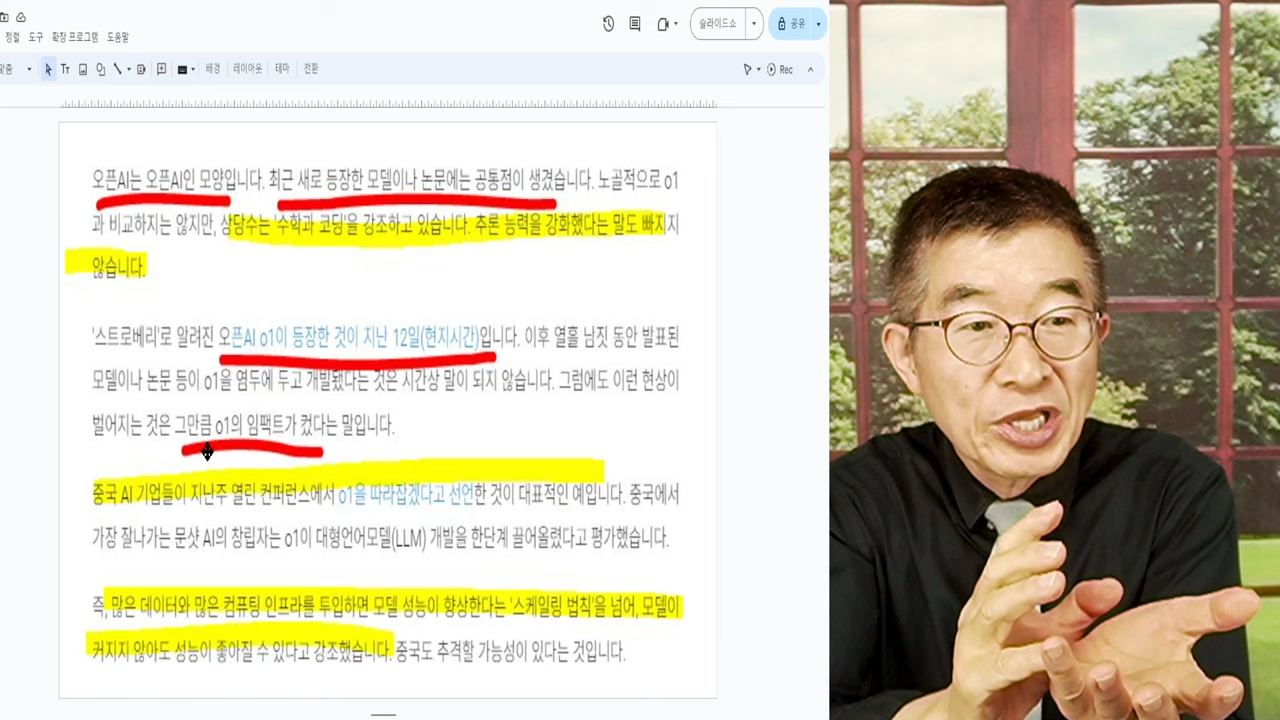 정렬 도구 확장 프로그램 도움말
슬라이드쇼
공유
맞춤
Tт
배경 레이아웃 테마 전환
Rec
오픈AI는 오픈AI인 모양입니다. 최근 새로 등장한 모델이나 논문에는 공통점이 생겼습니다. 노골적으로 o1
과 비교하지는 않지만, 상당수는 '수학과 코딩'을 강조하고 있습니다. 추론 능력을 강화했다는 말도 빠지지
않습니다.
'스트로베리'로 알려진 오픈AI o1이 등장한 것이 지난 12일(현지시간)입니다. 이후 열흘 남짓 동안 발표된
모델이나 논문 등이 o1을 염두에 두고 개발됐다는 것은 시간상 말이 되지 않습니다. 그럼에도 이런 현상이
벌어지는 것은 그만큼 o1의 임팩트가 컸다는 말입니다.
중국 AI 기업들이 지난주 열린 컨퍼런스에서 o1을 따라잡겠다고 선언한 것이 대표적인 예입니다. 중국에서
가장 잘나가는 문샷 AI의 창립자는 o1이 대형언어모델(LLM) 개발을 한단계 끌어올렸다고 평가했습니다.
즉, 많은 데이터와 많은 컴퓨팅 인프라를 투입하면 모델 성능이 향상한다는 '스케일링 법칙'을 넘어, 모델이
커지지 않아도 성능이 좋아질 수 있다고 강조했습니다. 중국도 추격할 가능성이 있다는 것입니다.